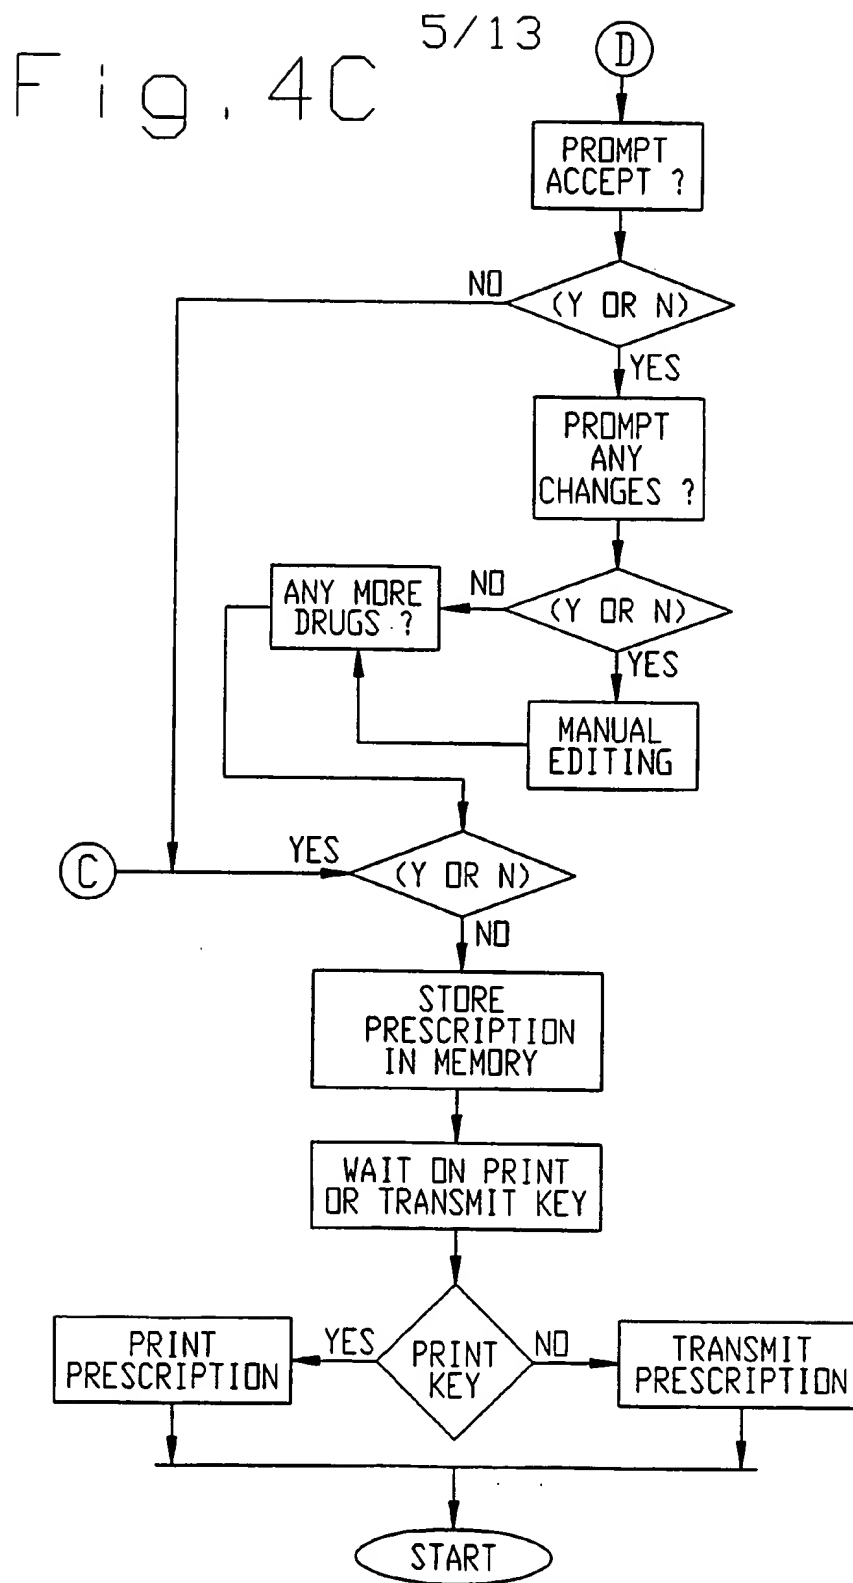 5/13
Fig. 4C
D
PROMPT
ACCEPT ?
NO
(Y OR N)
YES
PROMPT
ANY
CHANGES ?
ANY MORE
DRUGS ?
NO
(Y OR N)
YES
MANUAL
EDITING
C
YES
(Y OR N)
NO
STORE
PRESCRIPTION
IN MEMORY
WAIT ON PRINT
OR TRANSMIT KEY
PRINT
PRESCRIPTION
YES
PRINT
KEY
NO
TRANSMIT
PRESCRIPTION
START